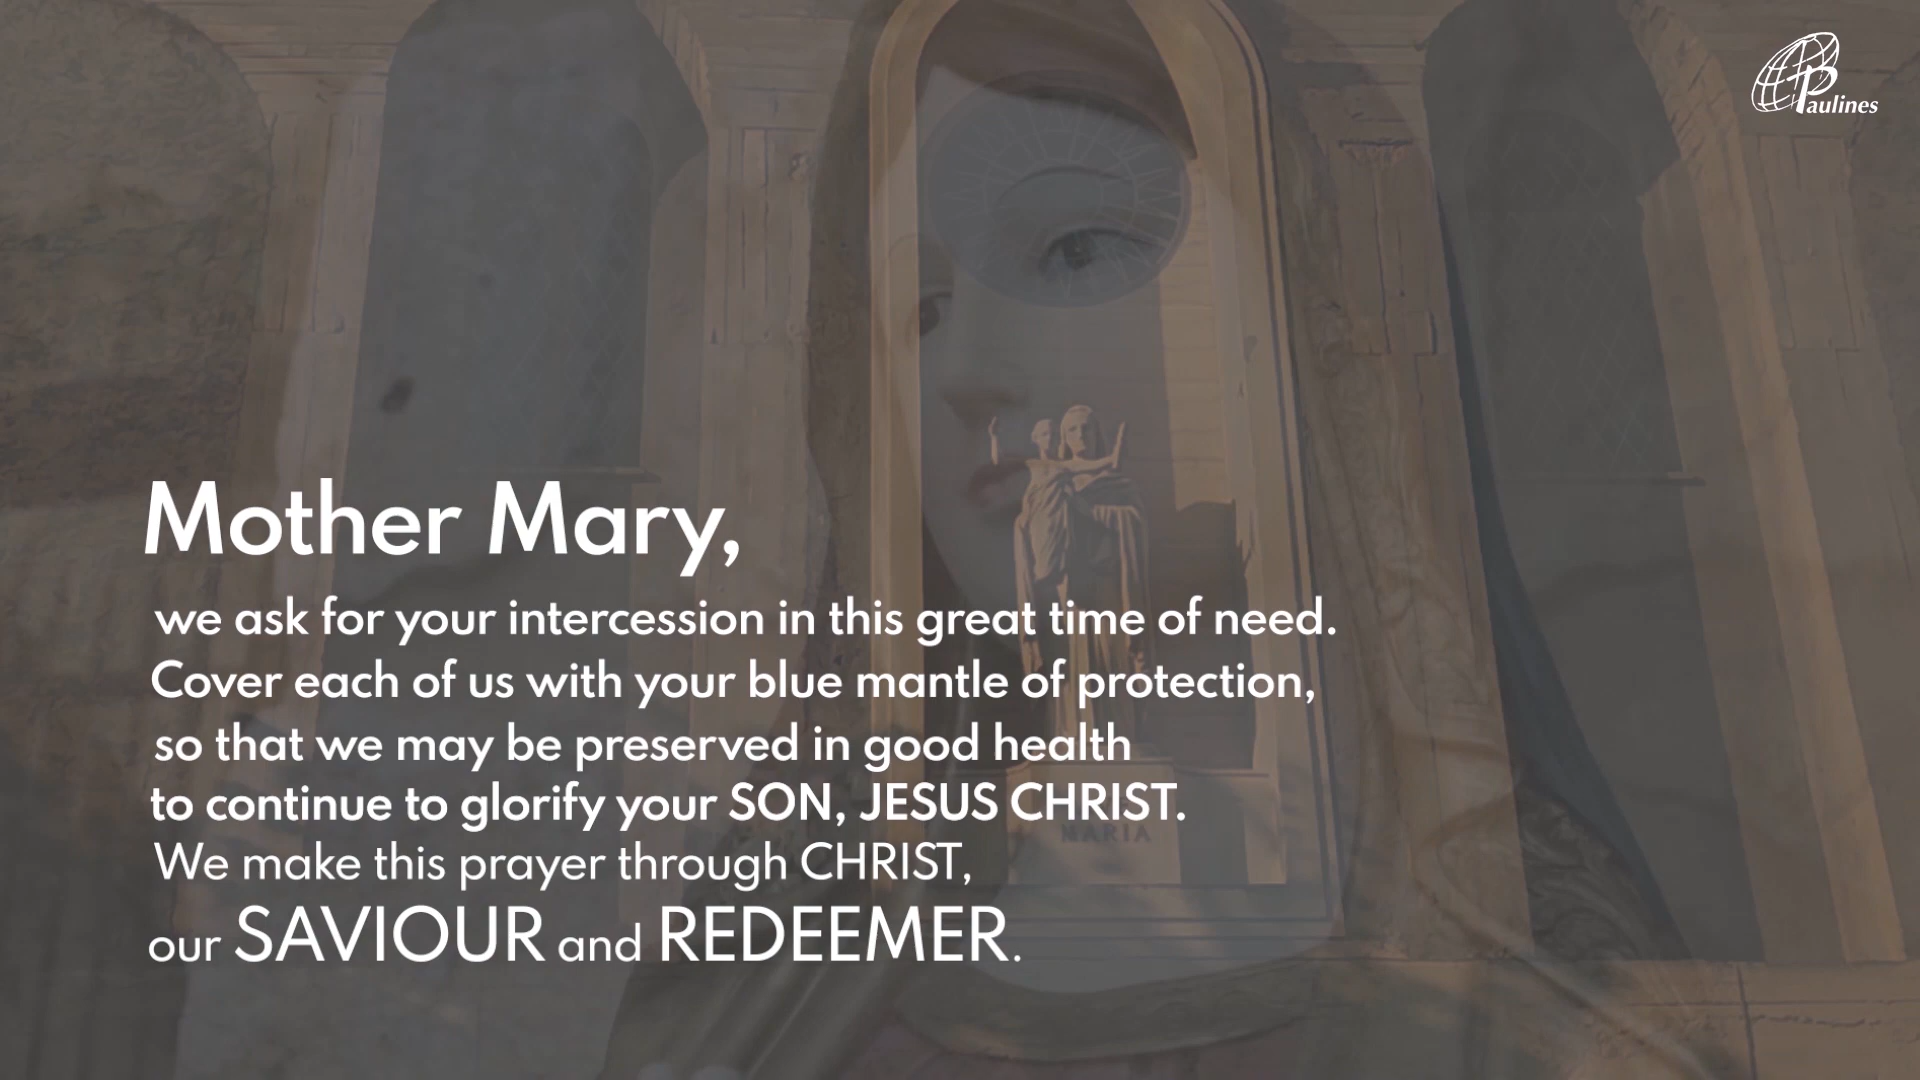 Paulines
Mother Mary,
we ask for your intercession in this great time of need.
Cover each of us with your blue mantle of protection,
so that we may be preserved in good health
to continue to glorify your SON, JESUS CHRIST.
MARIA
We make this prayer through CHRIST,
our SAVIOUR and REDEEMER.